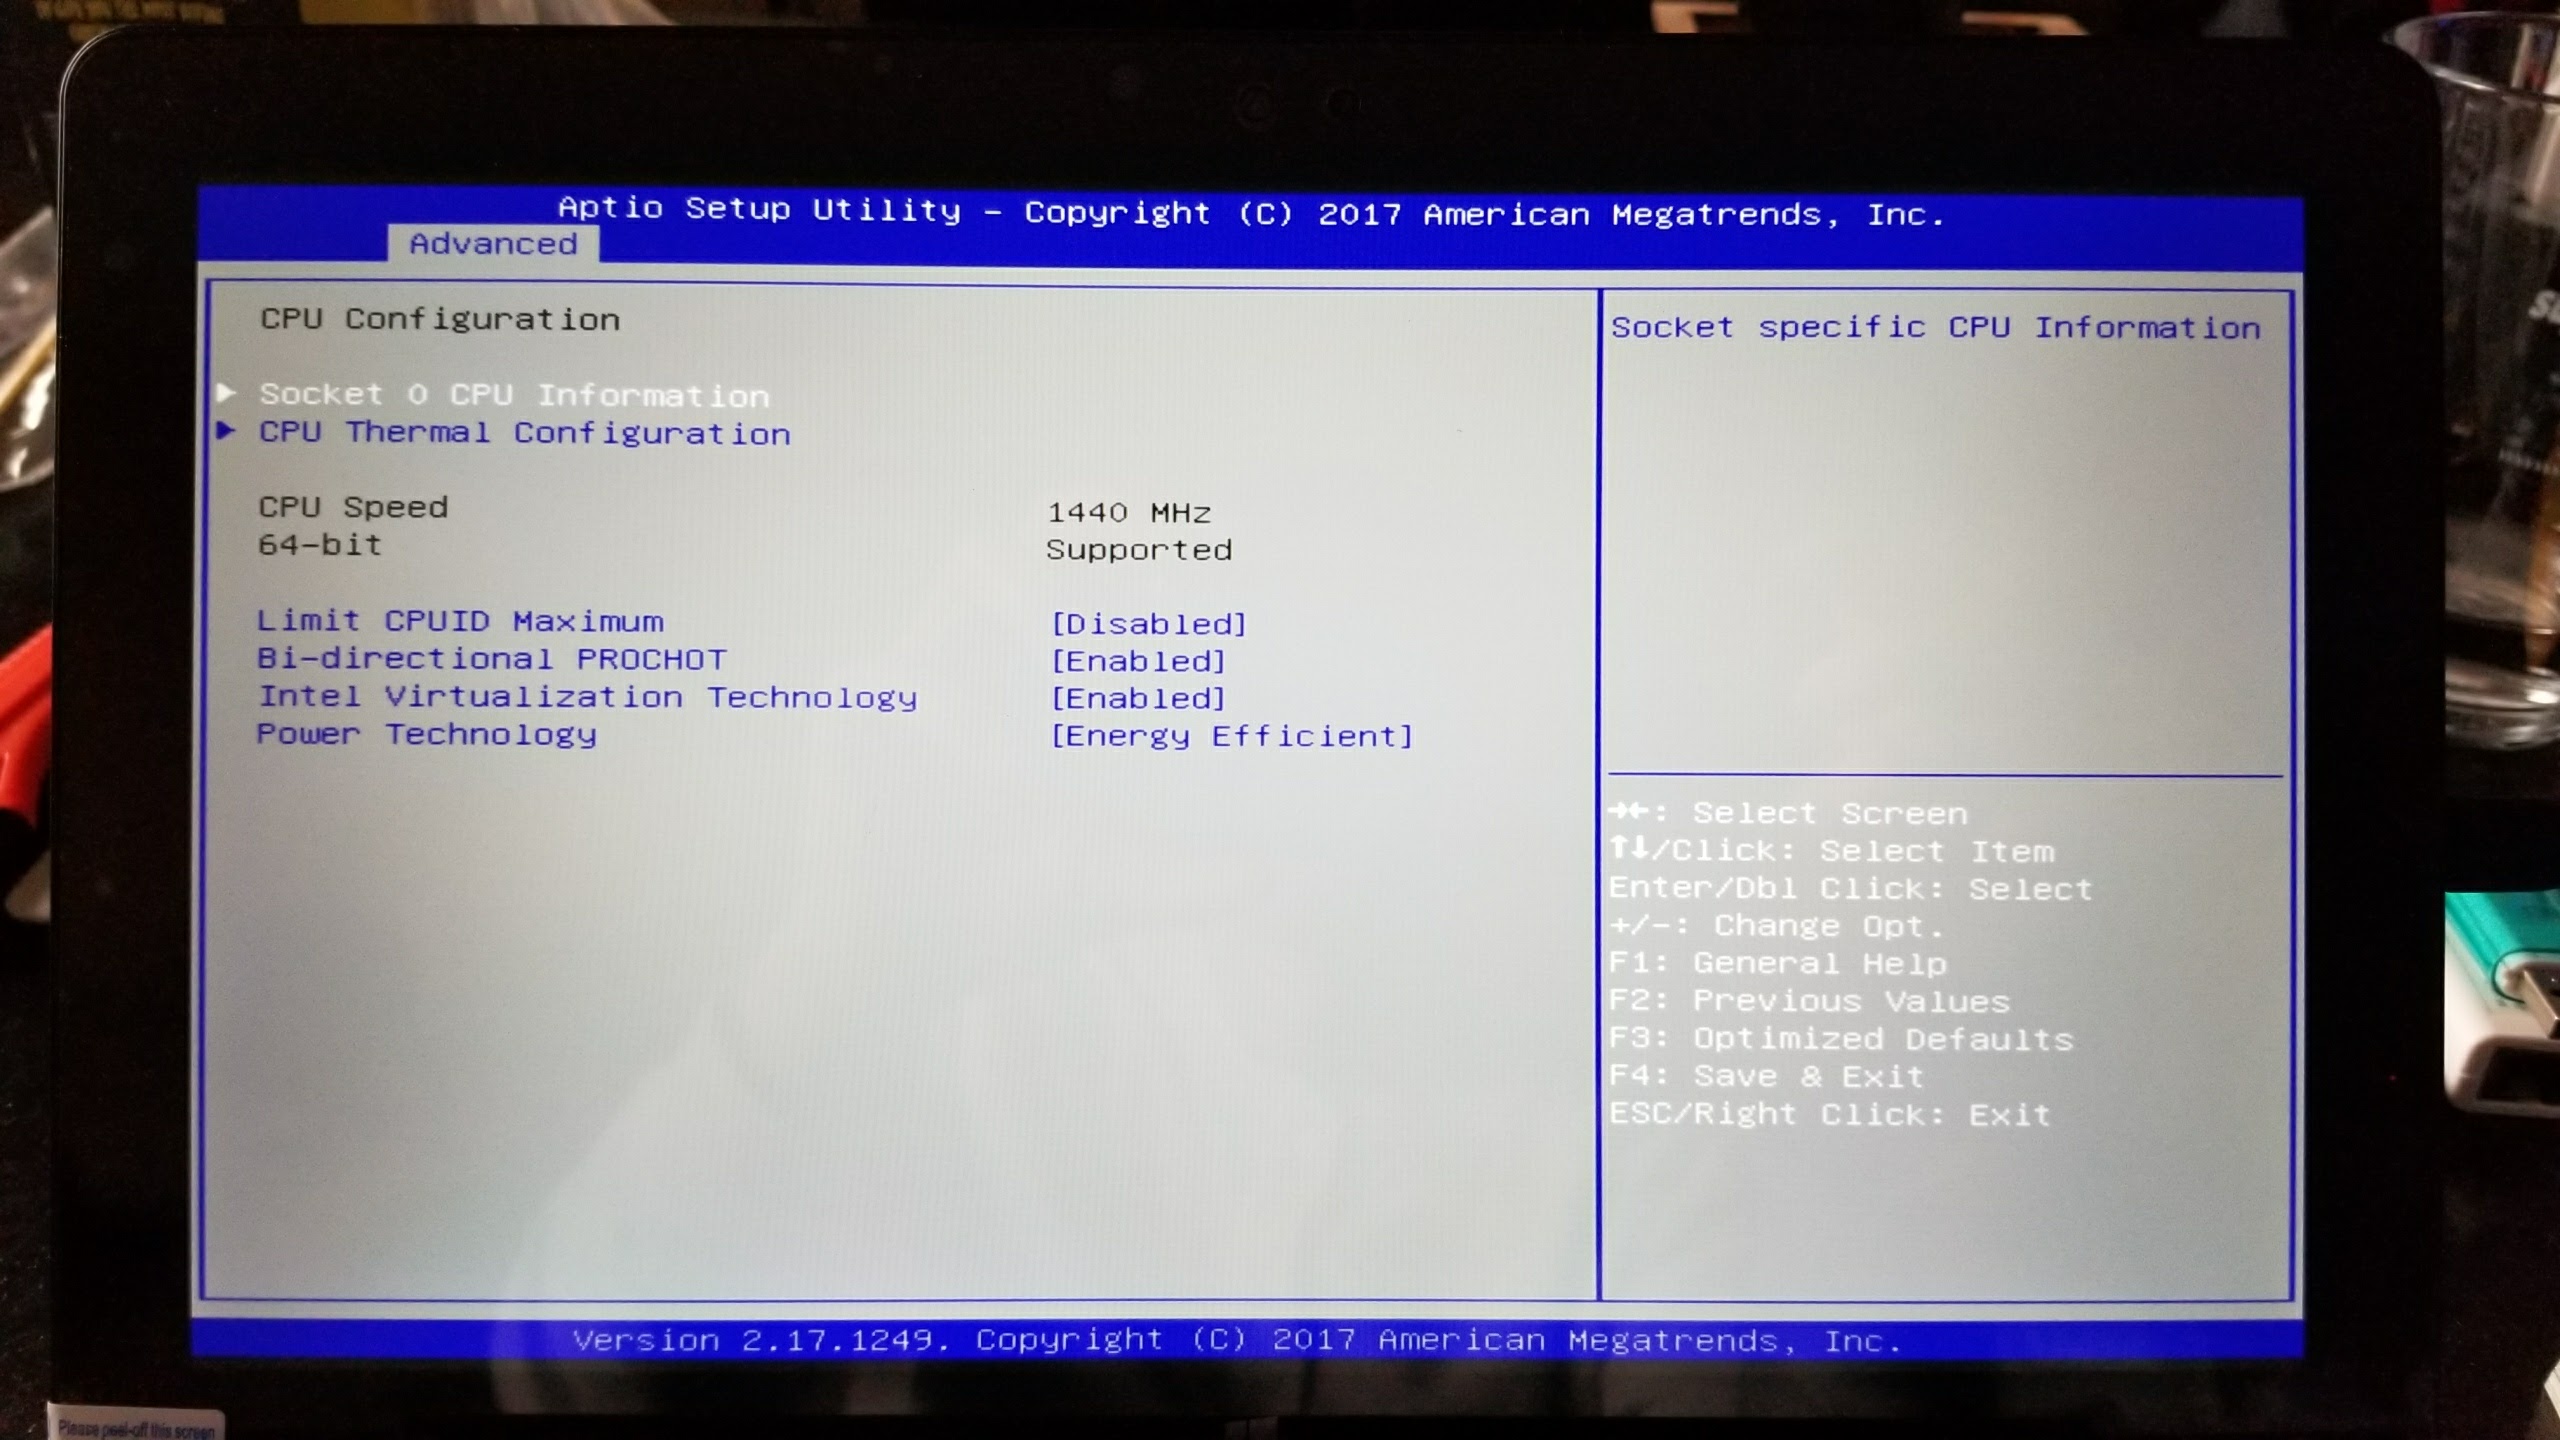 Aptio Setup Utility – Copyright (C) 2017 American Megatrends, Inc.
Advanced
CPU Configuration
Socket specific CPU Information
► Socket 0 CPU Information
► CPU Thermal Configuration
CPU Speed 1440 MHz
64-bit Supported
Limit CPUID Maximum [Disabled]
Bi-directional PROCHOT [Enabled]
Intel Virtualization Technology [Enabled]
Power Technology [Energy Efficient]
→←: Select Screen
↑↓/Click: Select Item
Enter/Dbl Click: Select
+/-: Change Opt.
F1: General Help
F2: Previous Values
F3: Optimized Defaults
F4: Save & Exit
ESC/Right Click: Exit
Version 2.17.1249. Copyright (C) 2017 American Megatrends, Inc.
Please peel-off this screen